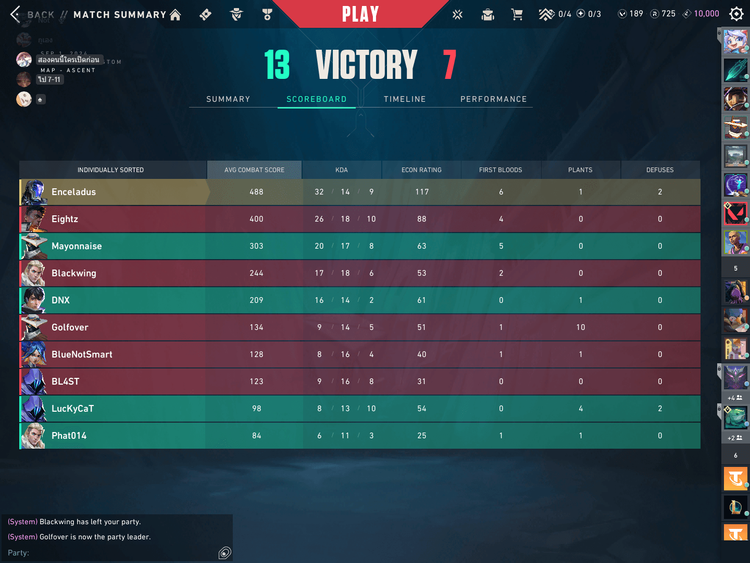 BACK // MATCH SUMMARY
PLAY
0/4 0/3 189 725 10,000
SEP 1, 2024
สองคนนี้ใครเปิดก่อน
MAP - ASCENT
ไป 7-11
13 VICTORY 7
SUMMARY SCOREBOARD TIMELINE PERFORMANCE
INDIVIDUALLY SORTED AVG COMBAT SCORE KDA ECON RATING FIRST BLOODS PLANTS DEFUSES
Enceladus 488 32 / 14 / 9 117 6 1 2
Eightz 400 26 / 18 / 10 88 4 0 0
Mayonnaise 303 20 / 17 / 8 63 5 0 0
Blackwing 244 17 / 18 / 6 53 2 0 0
DNX 209 16 / 14 / 2 61 0 1 0
Golfover 134 9 / 14 / 5 51 1 10 0
BlueNotSmart 128 8 / 16 / 4 40 1 1 0
BL4ST 123 9 / 16 / 8 31 0 0 0
LucKyCaT 98 8 / 13 / 10 54 0 4 2
Phat014 84 6 / 11 / 3 25 1 1 0
5
+4
+2
6
(System) Blackwing has left your party.
(System) Golfover is now the party leader.
Party: